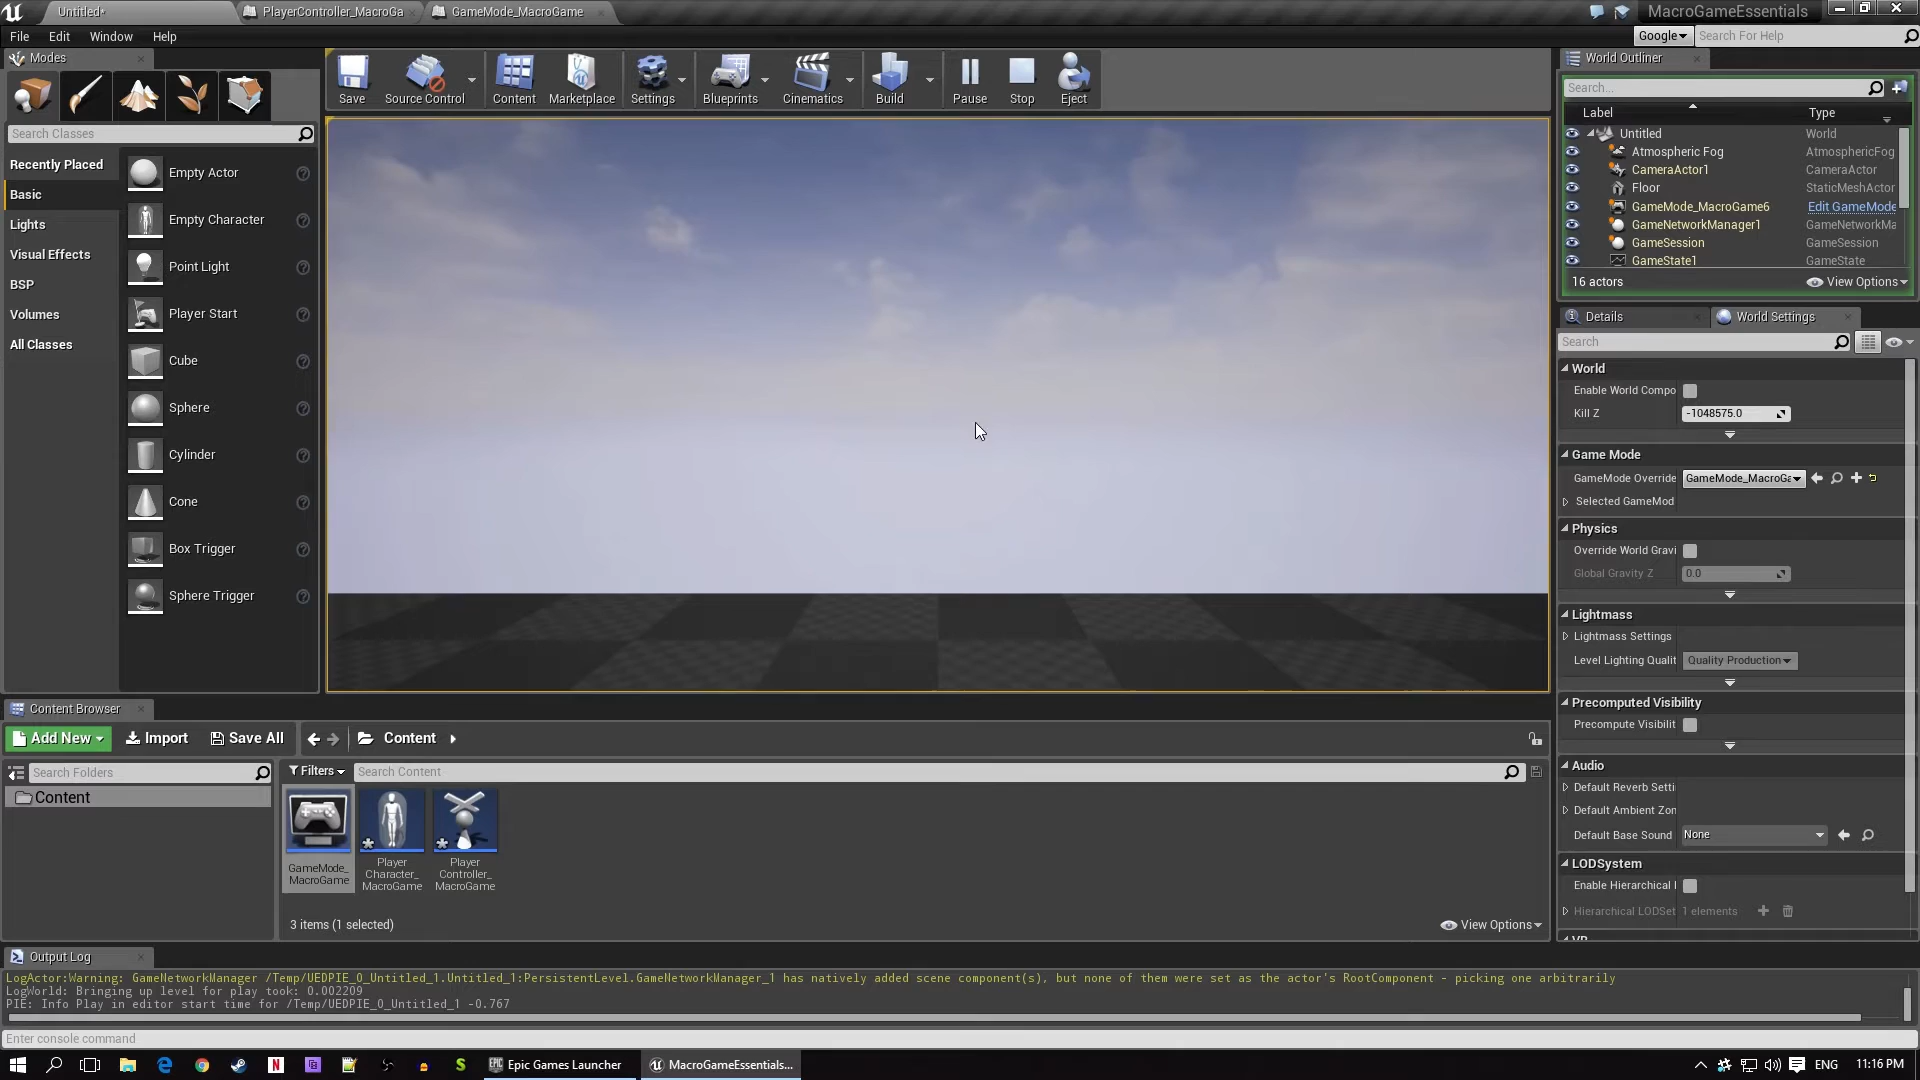 Untitled*
PlayerController_MacroGa
GameMode_MacroGame
MacroGameEssentials
File Edit Window Help
Google
Search For Help
Modes
Search Classes
Recently Placed
Basic
Lights
Visual Effects
BSP
Volumes
All Classes
Empty Actor
Empty Character
Point Light
Player Start
Cube
Sphere
Cylinder
Cone
Box Trigger
Sphere Trigger
Save
Source Control
Content
Marketplace
Settings
Blueprints
Cinematics
Build
Pause
Stop
Eject
World Outliner
Search...
Label Type
Untitled World
Atmospheric Fog AtmosphericFog
CameraActor1 CameraActor
Floor StaticMeshActor
GameMode_MacroGame6 Edit GameMode
GameNetworkManager1 GameNetworkMa
GameSession GameSession
GameState1 GameState
16 actors
View Options
Details
World Settings
Search
World
Enable World Compo
Kill Z -1048575.0
Game Mode
GameMode Override GameMode_MacroGa
Selected GameMod
Physics
Override World Gravi
Global Gravity Z 0.0
Lightmass
Lightmass Settings
Level Lighting Qualit Quality Production
Precomputed Visibility
Precompute Visibilit
Audio
Default Reverb Setti
Default Ambient Zon
Default Base Sound None
LODSystem
Enable Hierarchical
Hierarchical LODSet 1 elements
VR
Content Browser
Add New
Import
Save All
Content
Search Folders
Content
Filters
Search Content
GameMode_
MacroGame
Player
Character_
MacroGame
Player
Controller_
MacroGame
3 items (1 selected)
View Options
Output Log
LogActor:Warning: GameNetworkManager /Temp/UEDPIE_0_Untitled_1.Untitled_1:PersistentLevel.GameNetworkManager_1 has natively added scene component(s), but none of them were set as the actor's RootComponent - picking one arbitrarily
LogWorld: Bringing up level for play took: 0.002209
PIE: Info Play in editor start time for /Temp/UEDPIE_0_Untitled_1 -0.767
Enter console command
Epic Games Launcher
MacroGameEssentials...
ENG
11:16 PM